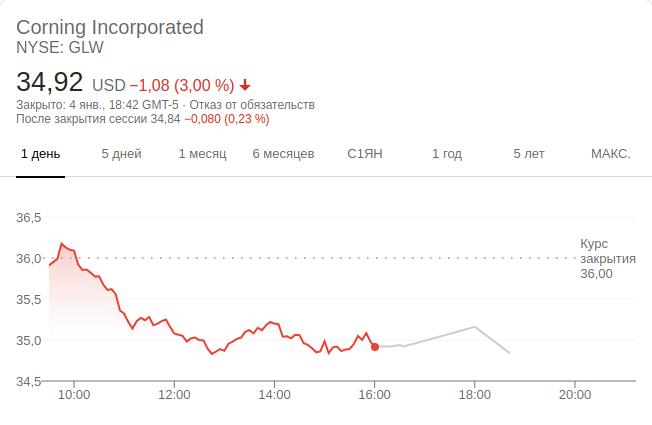 Corning Incorporated
NYSE: GLW
34,92 USD −1,08 (3,00 %)
Закрыто: 4 янв., 18:42 GMT-5 · Отказ от обязательств
После закрытия сессии 34,84 −0,080 (0,23 %)
1 день 5 дней 1 месяц 6 месяцев С1ЯН 1 год 5 лет МАКС.
36,5
36,0
35,5
35,0
34,5
Курс
закрытия
36,00
10:00 12:00 14:00 16:00 18:00 20:00